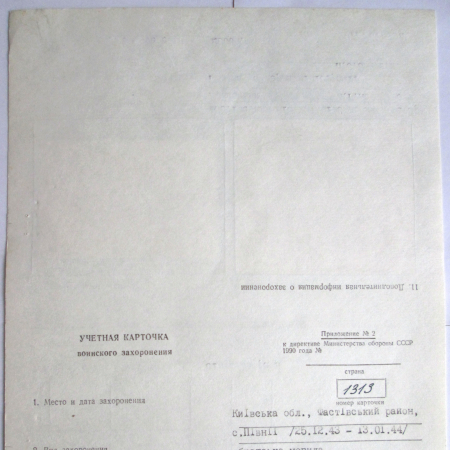 11. Дополнительная информация о захоронении
УЧЕТНАЯ КАРТОЧКА
воинского захоронения
Приложение № 2
к директиве Министерства обороны СССР
1990 года №
страна
1313
номер карточки
1. Место и дата захоронения
Київська обл., Фастівський район,
с.Півні /25.12.43 - 13.01.44/